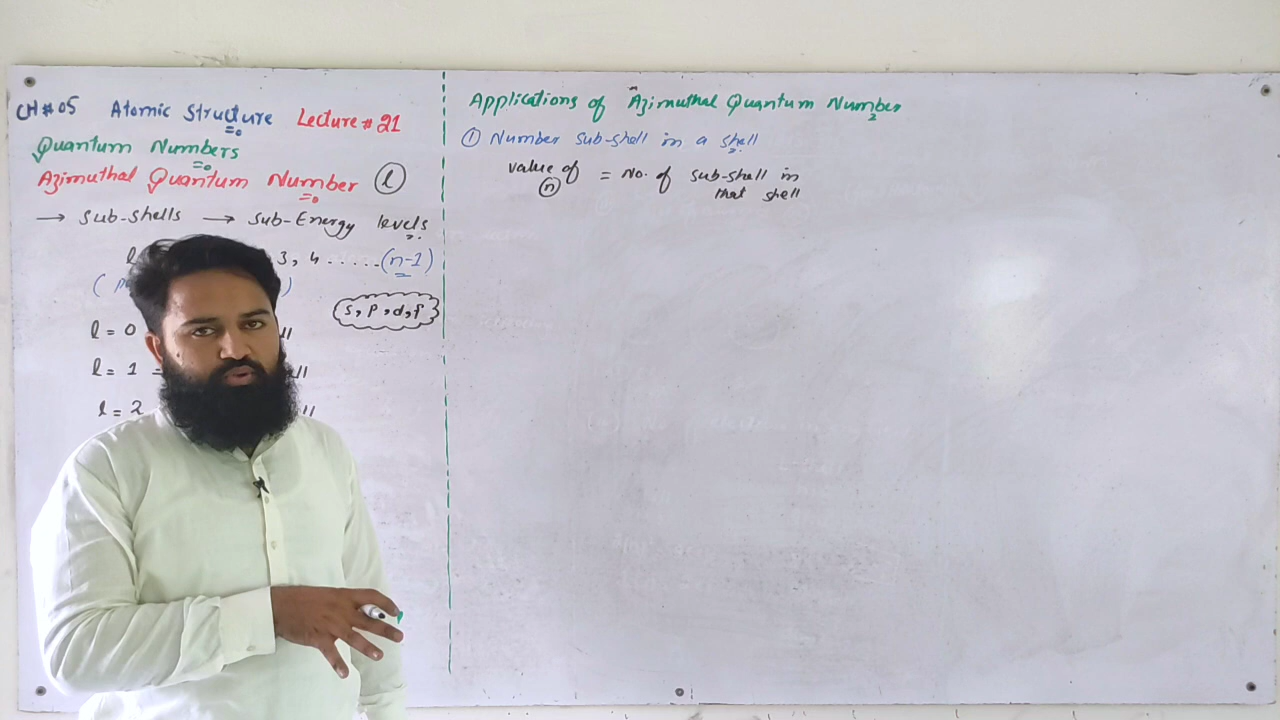 CH # 05 Atomic Structure Lecture # 21
Quantum Numbers
Azimuthal Quantum Number (l)
→ sub-shells → sub-Energy levels
l 3, 4 ..... (n-1)
( )
s, p, d, f
l = 0
l = 1 =
l = 2
Applications of Azimuthal Quantum Number
① Number sub-shell in a shell
value of = No. of sub-shell in
(n) that shell